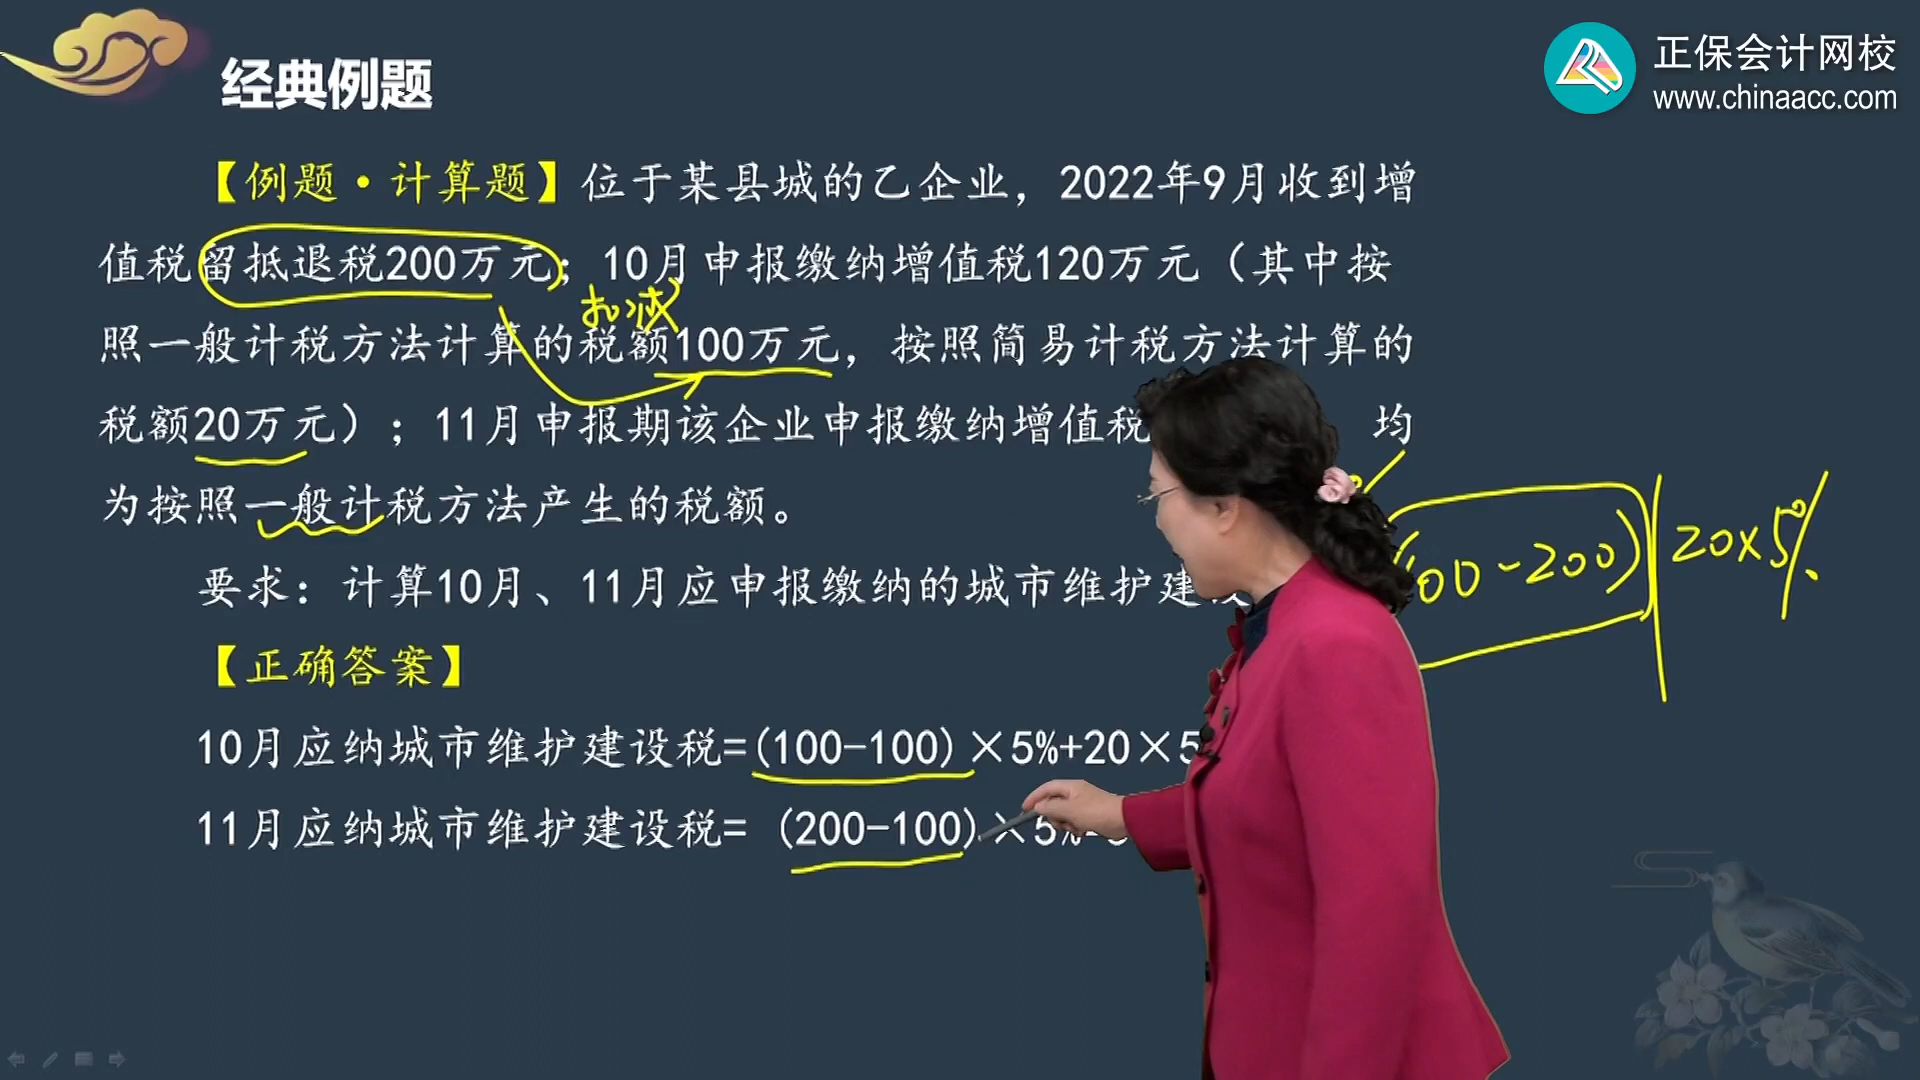 经典例题
正保会计网校
www.chinaacc.com
【例题·计算题】位于某县城的乙企业，2022年9月收到增
值税留抵退税200万元；10月申报缴纳增值税120万元（其中按
扣减
照一般计税方法计算的税额100万元，按照简易计税方法计算的
税额20万元）；11月申报期该企业申报缴纳增值税 均
为按照一般计税方法产生的税额。
00-200) 20×5%
要求：计算10月、11月应申报缴纳的城市维护建
【正确答案】
10月应纳城市维护建设税=(100-100)×5%+20×5
11月应纳城市维护建设税=（200-100)×5%